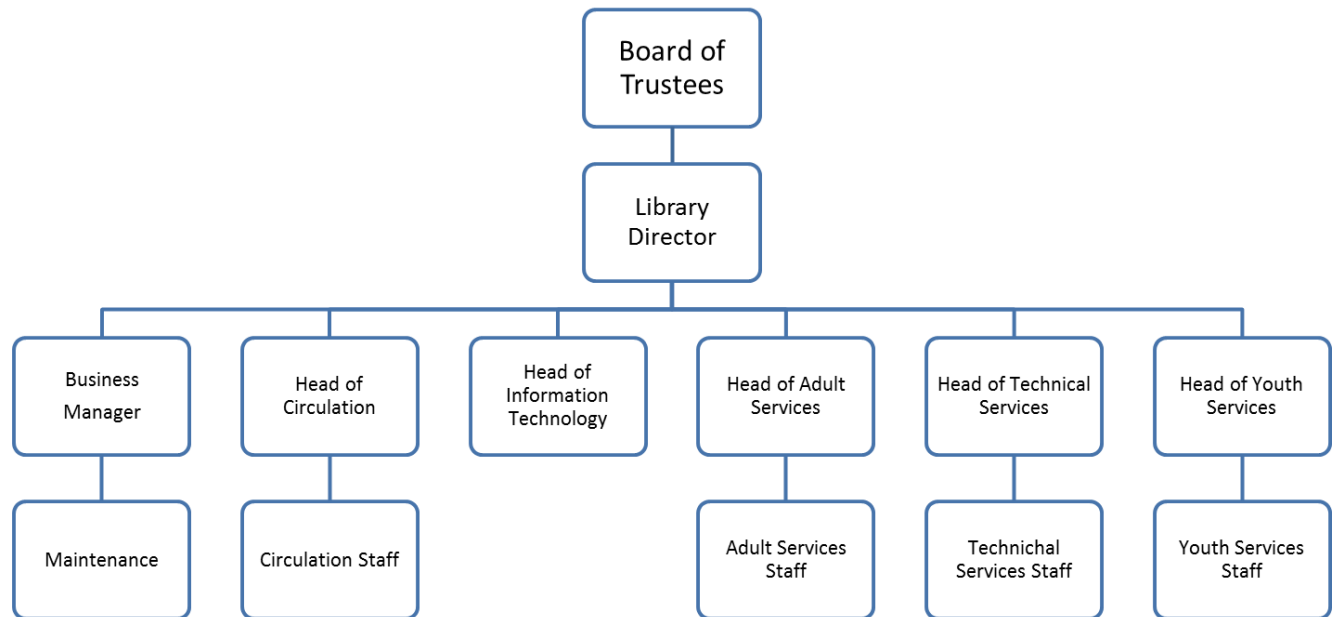 Board of
Trustees
Library
Director
Business
Manager
Head of
Circulation
Head of
Information
Technology
Head of Adult
Services
Head of Technical
Services
Head of Youth
Services
Maintenance
Circulation Staff
Adult Services
Staff
Technichal
Services Staff
Youth Services
Staff